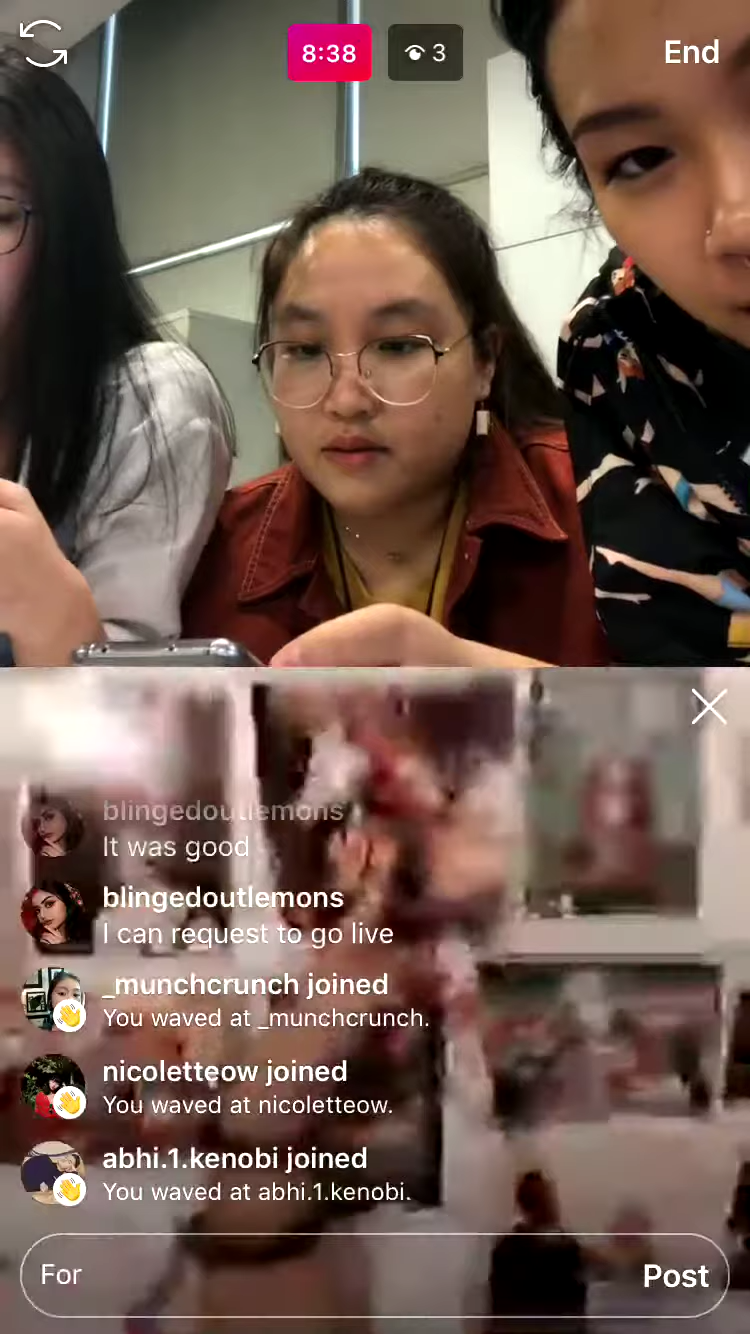 8:38
3
End
blingedoutlemons
It was good
blingedoutlemons
I can request to go live
_munchcrunch joined
You waved at _munchcrunch.
nicoletteow joined
You waved at nicoletteow.
abhi.1.kenobi joined
You waved at abhi.1.kenobi.
For
Post